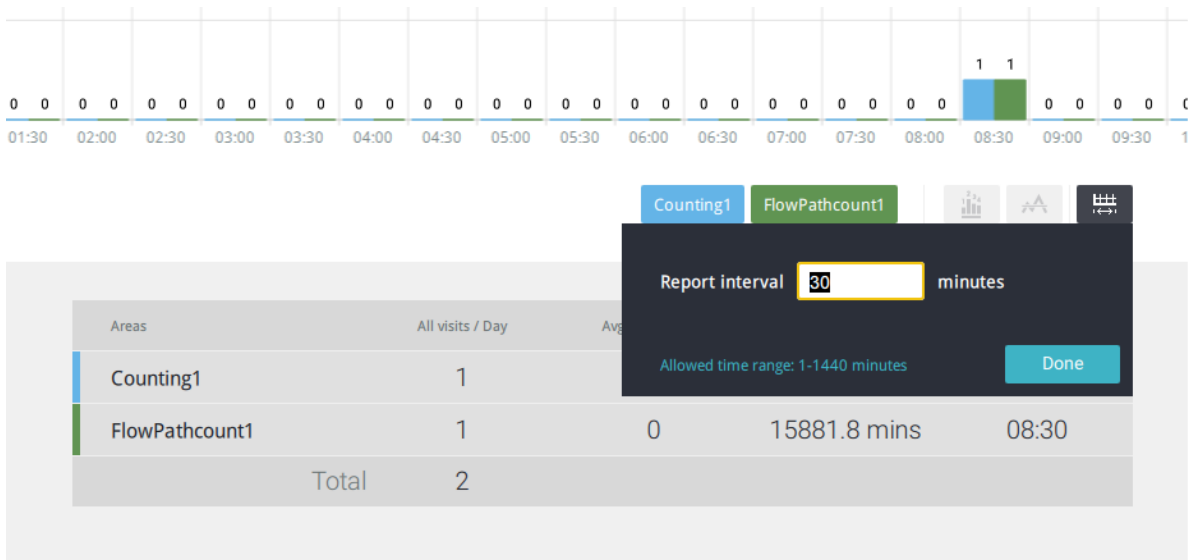 1 1
0 0 0 0 0 0 0 0 0 0 0 0 0 0 0 0 0 0 0 0 0 0 0 0 0 0 0 0 0 0 0 0
01:30 02:00 02:30 03:00 03:30 04:00 04:30 05:00 05:30 06:00 06:30 07:00 07:30 08:00 08:30 09:00 09:30
Counting1 FlowPathcount1
Report interval 30 minutes
Allowed time range: 1-1440 minutes Done
Areas All visits / Day
Counting1 1
FlowPathcount1 1 0 15881.8 mins 08:30
Total 2